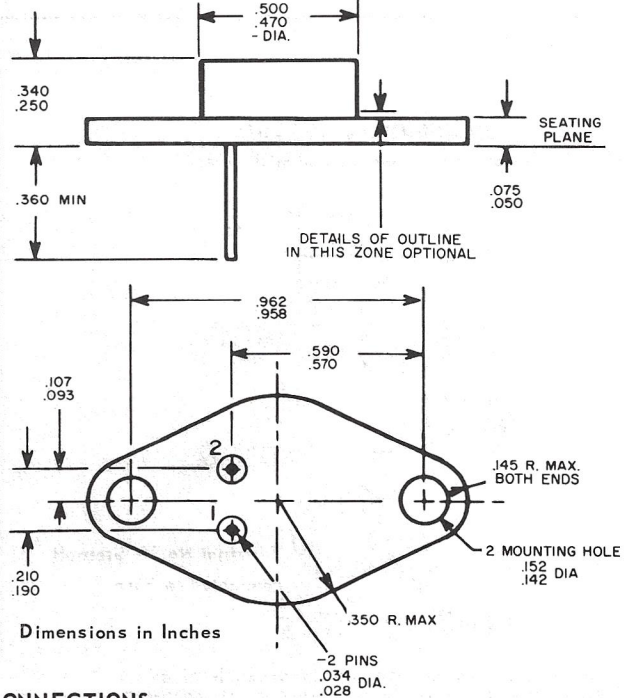 .500
.470
- DIA.
.340
.250
SEATING
PLANE
.360 MIN
.075
.050
DETAILS OF OUTLINE
IN THIS ZONE OPTIONAL
.962
.958
.590
.570
.107
.093
2
.145 R. MAX.
BOTH ENDS
1
2 MOUNTING HOLE
.152
.142 DIA
.210
.190
.350 R. MAX
Dimensions in Inches
-2 PINS
.034
.028 DIA.